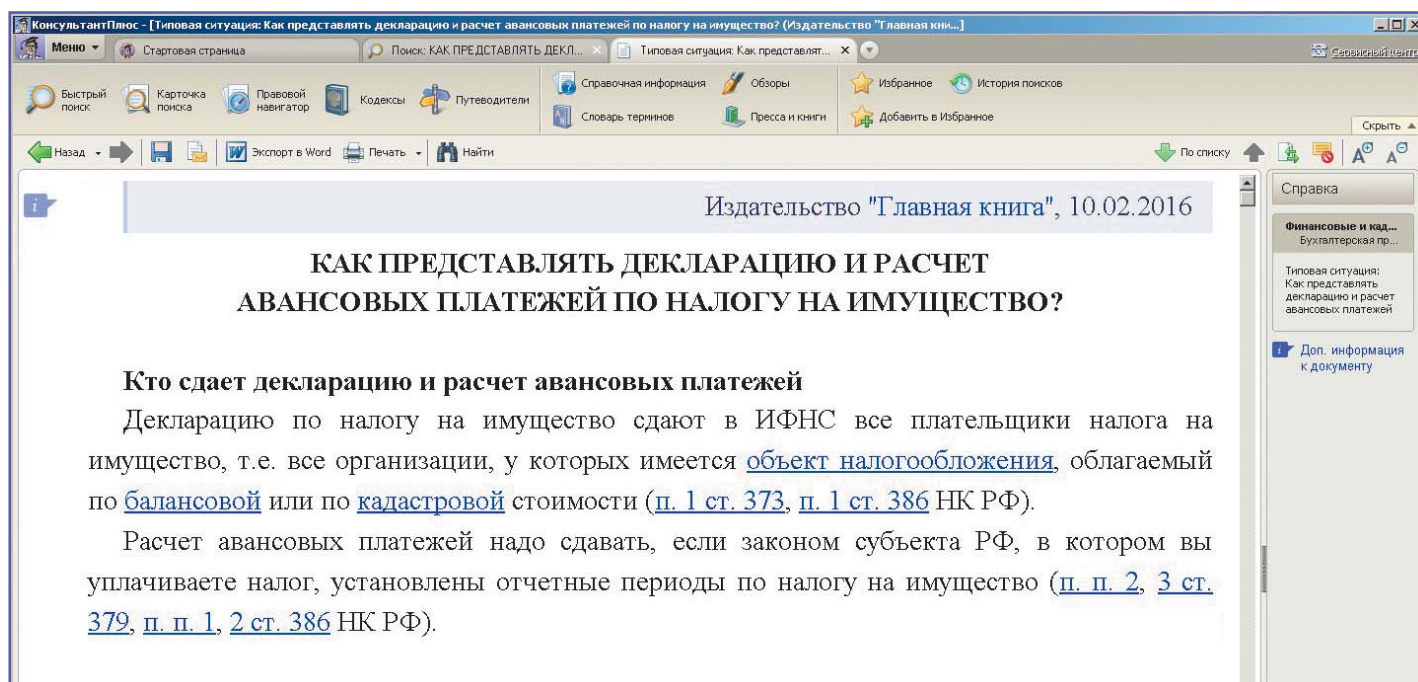 КонсультантПлюс - [Типовая ситуация: Как представлять декларацию и расчет авансовых платежей по налогу на имущество? (Издательство "Главная кни...]
Меню
Стартовая страница
Поиск: КАК ПРЕДСТАВЛЯТЬ ДЕКЛ...
Типовая ситуация: Как представлят...
Сервисный центр
Быстрый поиск
Карточка поиска
Правовой навигатор
Кодексы
Путеводители
Справочная информация
Обзоры
Избранное
История поисков
Словарь терминов
Пресса и книги
Добавить в Избранное
Скрыть
Назад
Экспорт в Word
Печать
Найти
По списку
Издательство "Главная книга", 10.02.2016
КАК ПРЕДСТАВЛЯТЬ ДЕКЛАРАЦИЮ И РАСЧЕТ
АВАНСОВЫХ ПЛАТЕЖЕЙ ПО НАЛОГУ НА ИМУЩЕСТВО?
Кто сдает декларацию и расчет авансовых платежей
Декларацию по налогу на имущество сдают в ИФНС все плательщики налога на
имущество, т.е. все организации, у которых имеется объект налогообложения, облагаемый
по балансовой или по кадастровой стоимости (п. 1 ст. 373, п. 1 ст. 386 НК РФ).
Расчет авансовых платежей надо сдавать, если законом субъекта РФ, в котором вы
уплачиваете налог, установлены отчетные периоды по налогу на имущество (п. п. 2, 3 ст.
379, п. п. 1, 2 ст. 386 НК РФ).
Справка
Финансовые и кад...
Бухгалтерская пр...
Типовая ситуация:
Как представлять
декларацию и расчет
авансовых платежей
Доп. информация
к документу